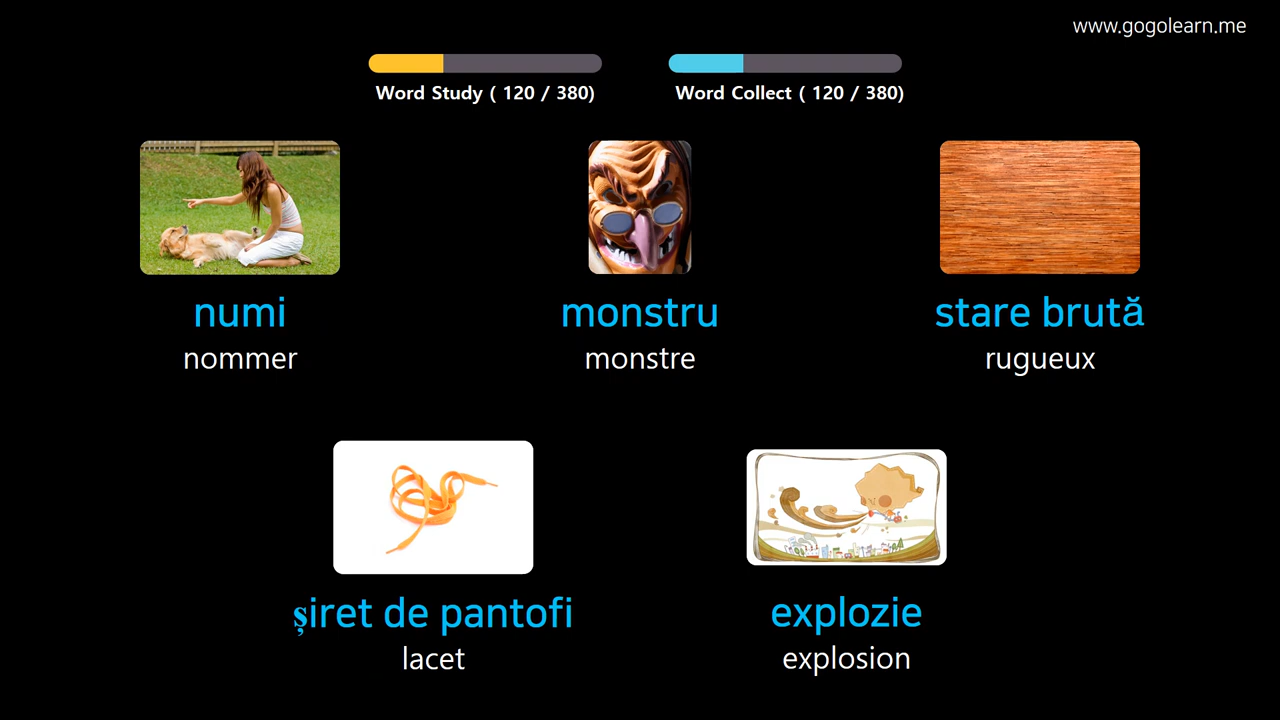 www.gogolearn.me
Word Study ( 120 / 380)
Word Collect ( 120 / 380)
numi
nommer
monstru
monstre
stare brută
rugueux
șiret de pantofi
lacet
explozie
explosion